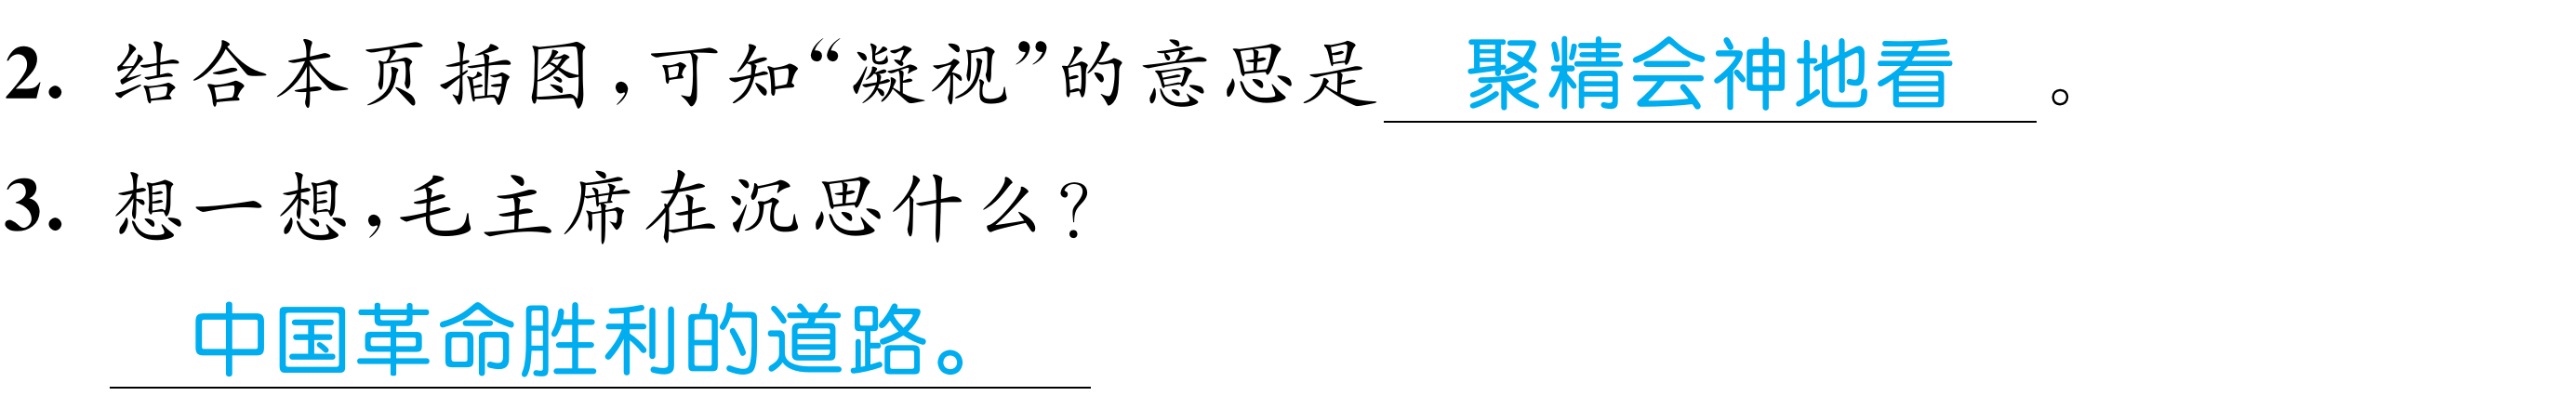 2. 结合本页插图，可知“凝视”的意思是 聚精会神地看 。
3. 想一想，毛主席在沉思什么？
中国革命胜利的道路。